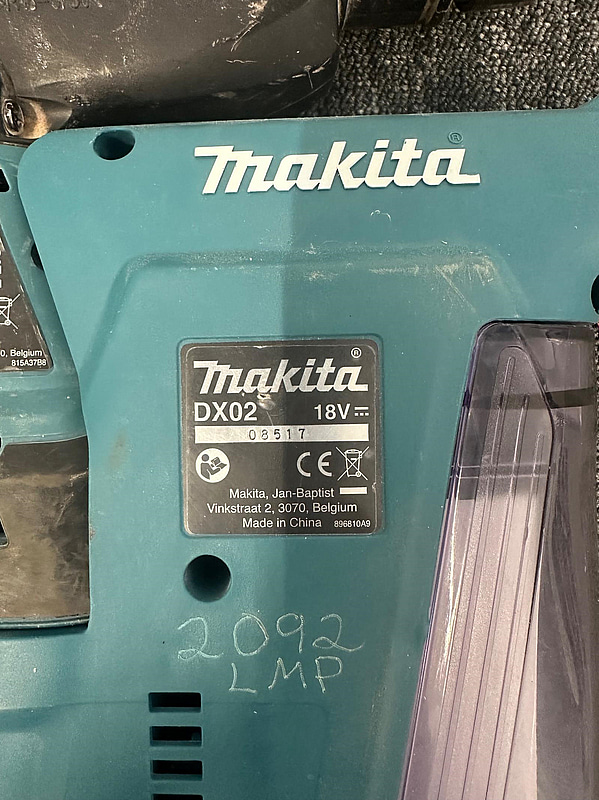 makita®
0, Belgium
815A37B8
makita®
DX02 18V
08517
CE
Makita, Jan-Baptist
Vinkstraat 2, 3070, Belgium
Made in China 896810A9
2092
LMP